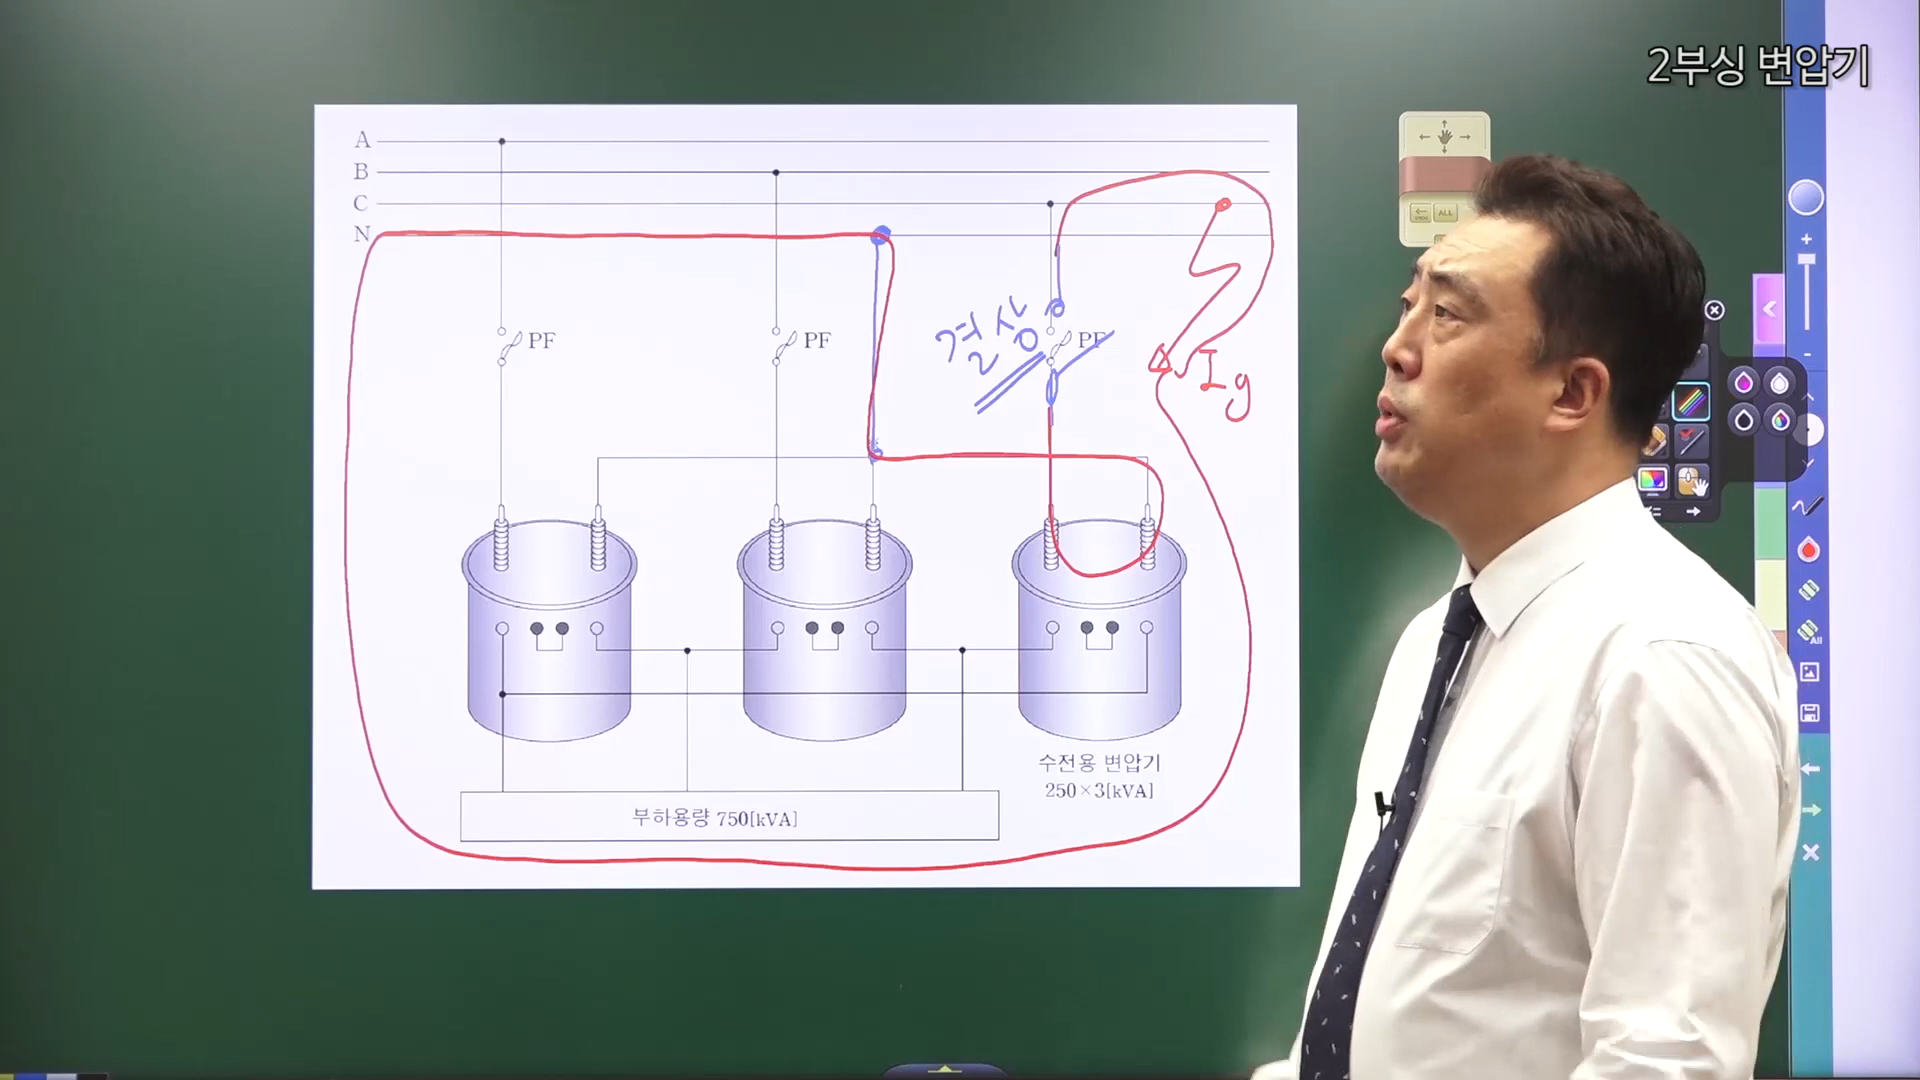 2부싱 변압기
A
B
C
N
PF
PF
PF
결상
Ig
수전용 변압기
250×3[kVA]
부하용량 750[kVA]
ALL